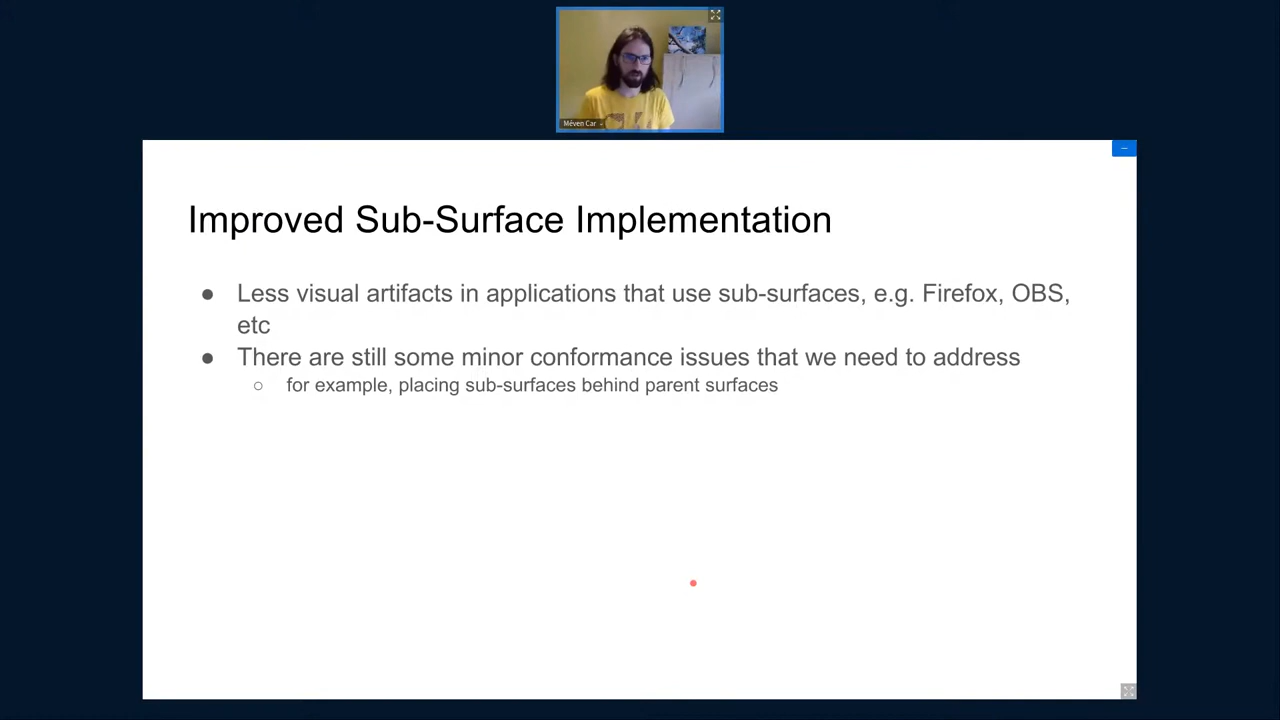 Méven Car
Improved Sub-Surface Implementation
● Less visual artifacts in applications that use sub-surfaces, e.g. Firefox, OBS,
etc
● There are still some minor conformance issues that we need to address
○ for example, placing sub-surfaces behind parent surfaces